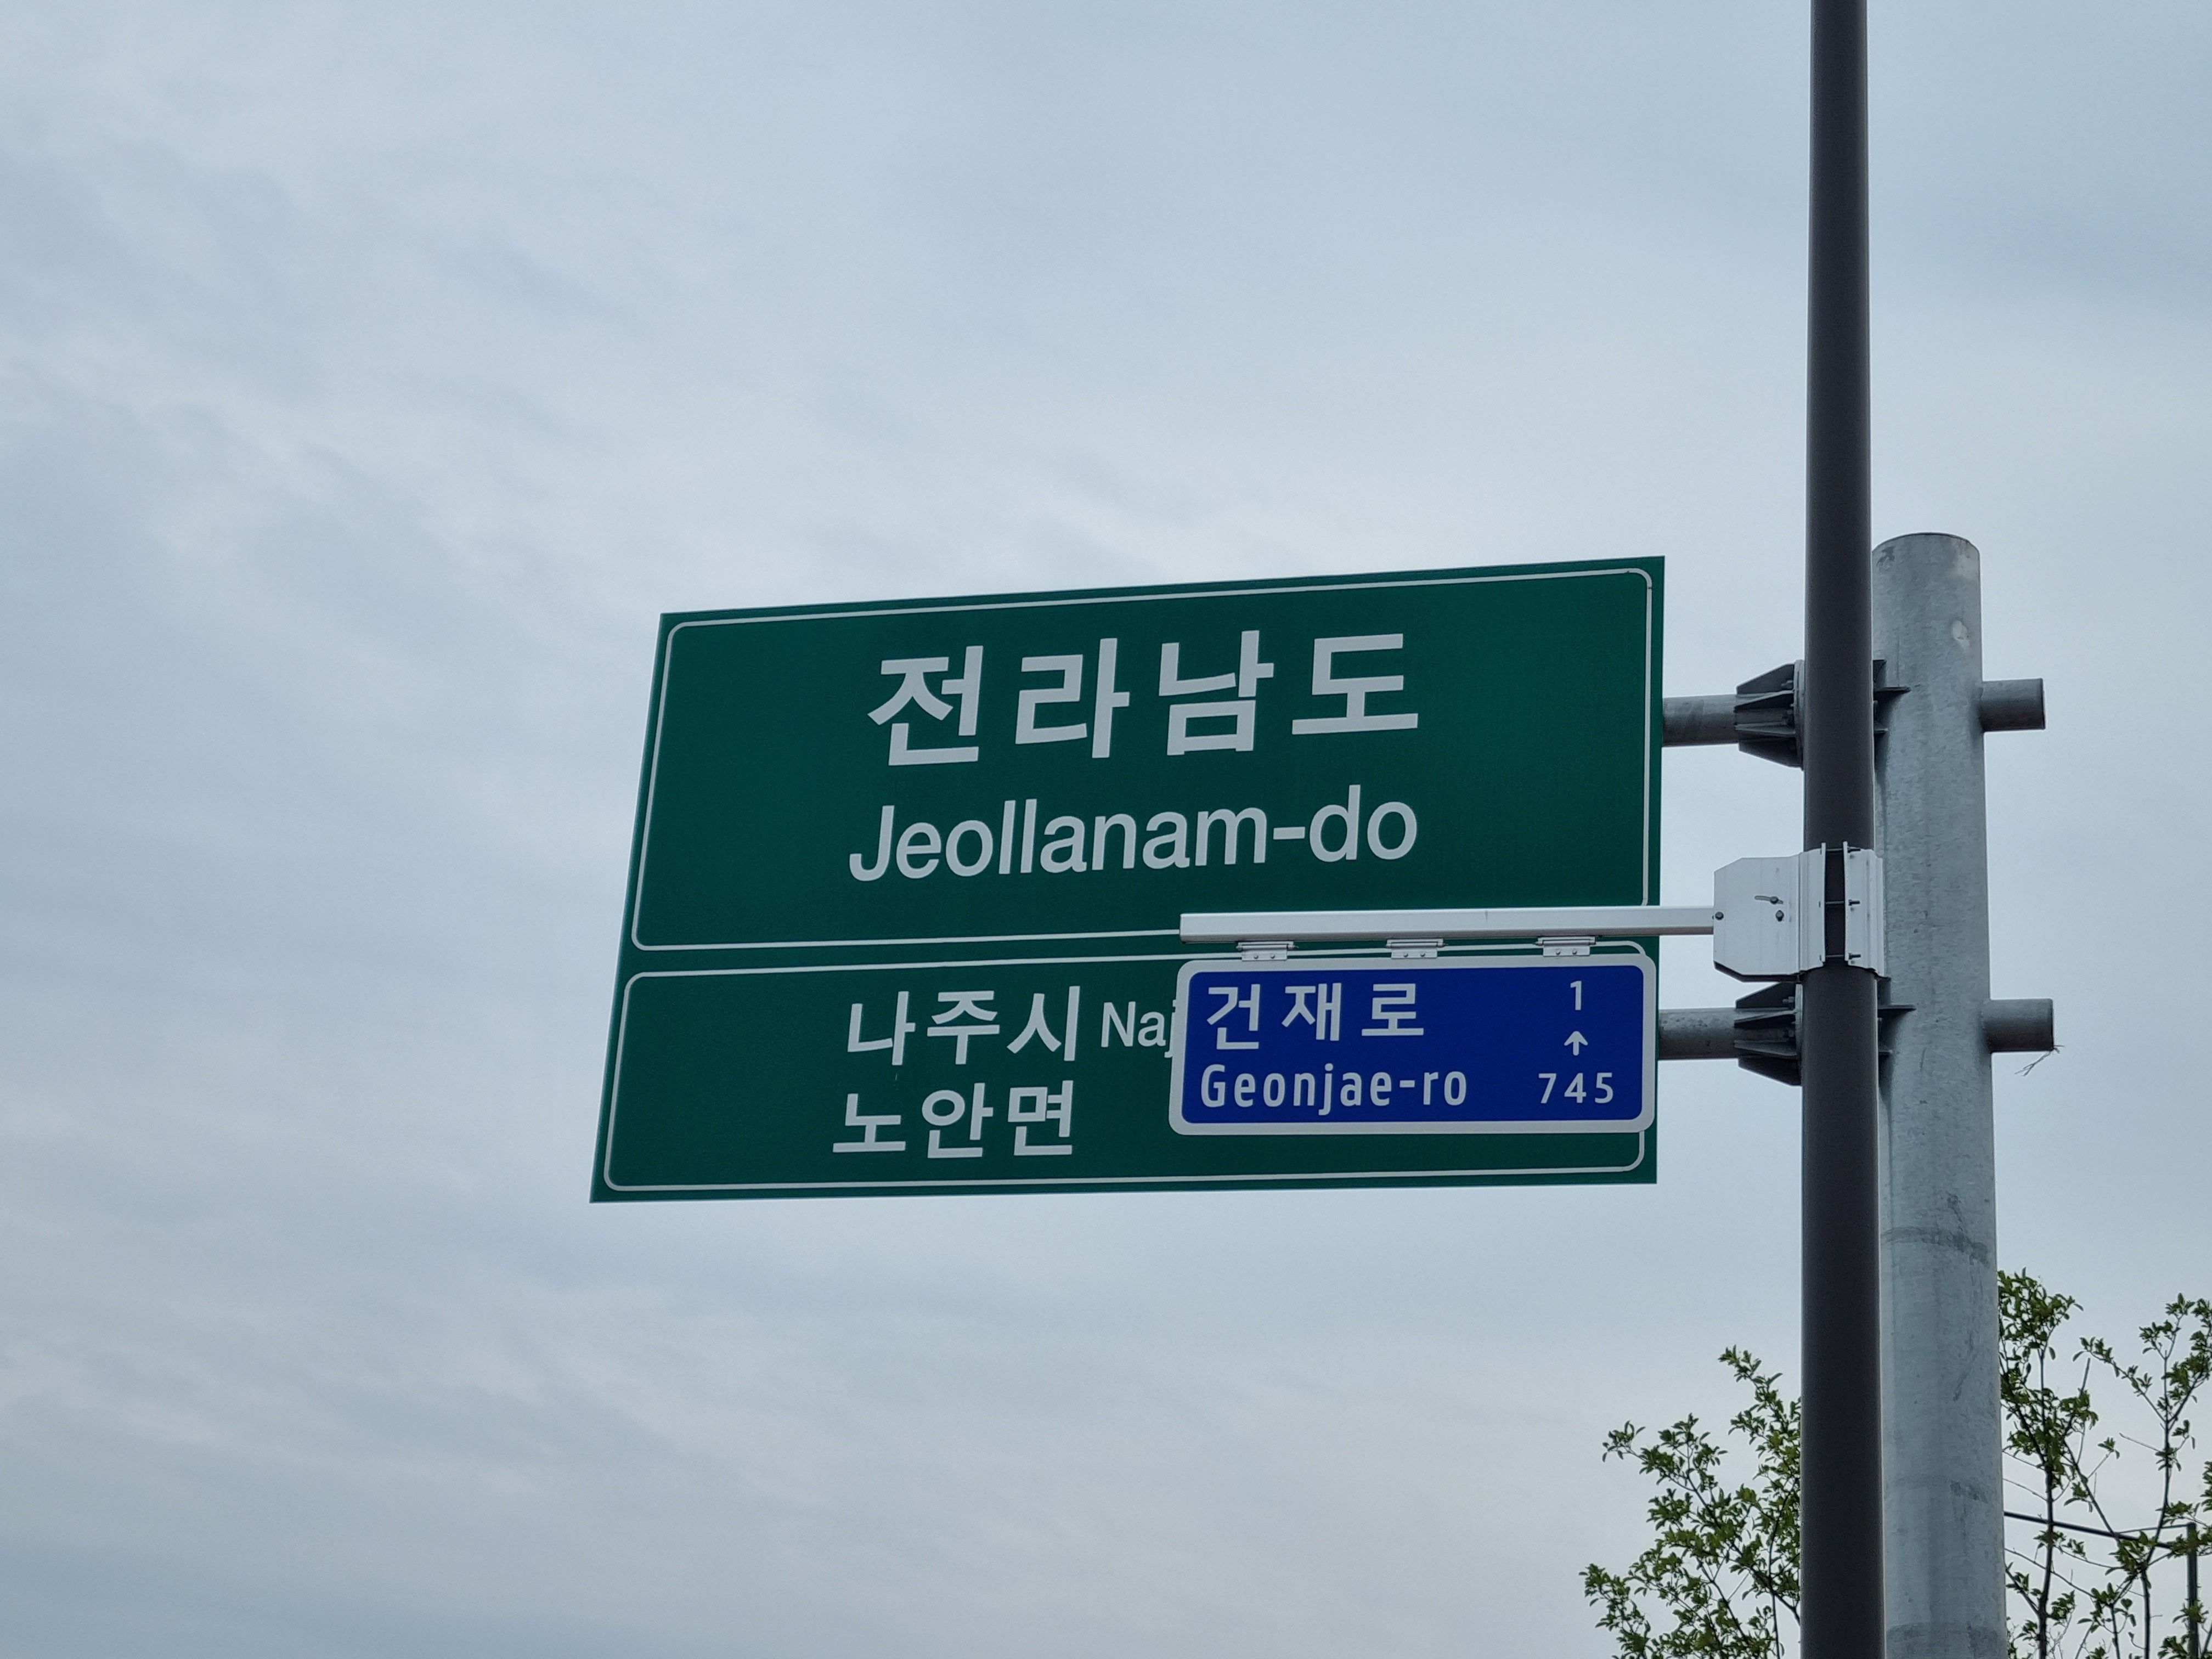 전라남도
Jeollanam-do
나주시
노안면
건재로 1
↑
Geonjae-ro 745